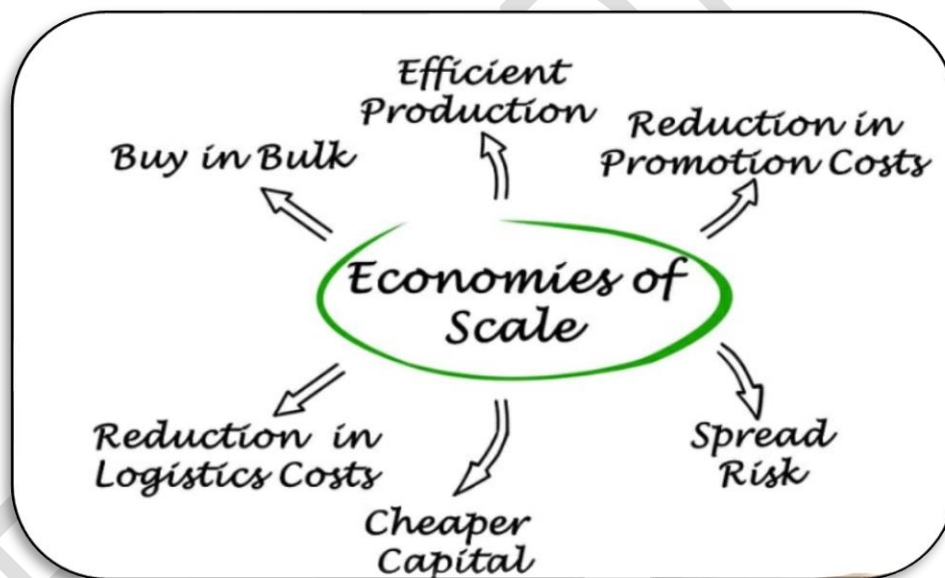 Efficient
Production
Reduction in
Promotion Costs
Buy in Bulk
Economies of
Scale
Reduction in
Logistics Costs
Spread
Risk
Cheaper
Capital